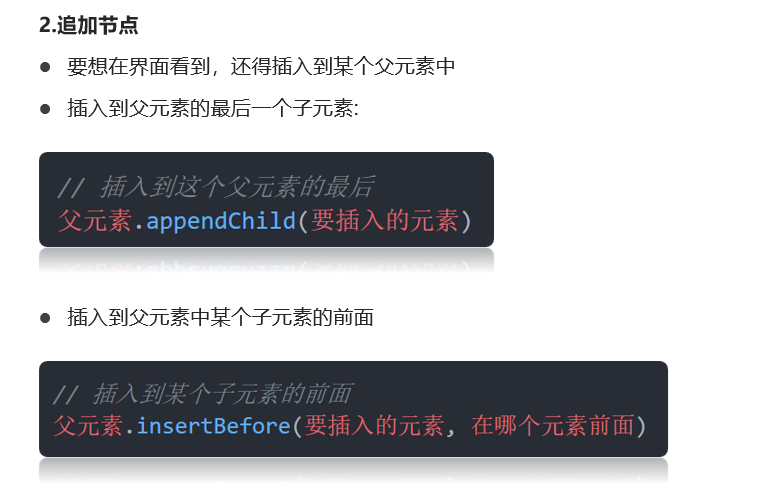 2.追加节点
● 要想在界面看到，还得插入到某个父元素中
● 插入到父元素的最后一个子元素:
// 插入到这个父元素的最后
父元素.appendChild(要插入的元素)
● 插入到父元素中某个子元素的前面
// 插入到某个子元素的前面
父元素.insertBefore(要插入的元素, 在哪个元素前面)